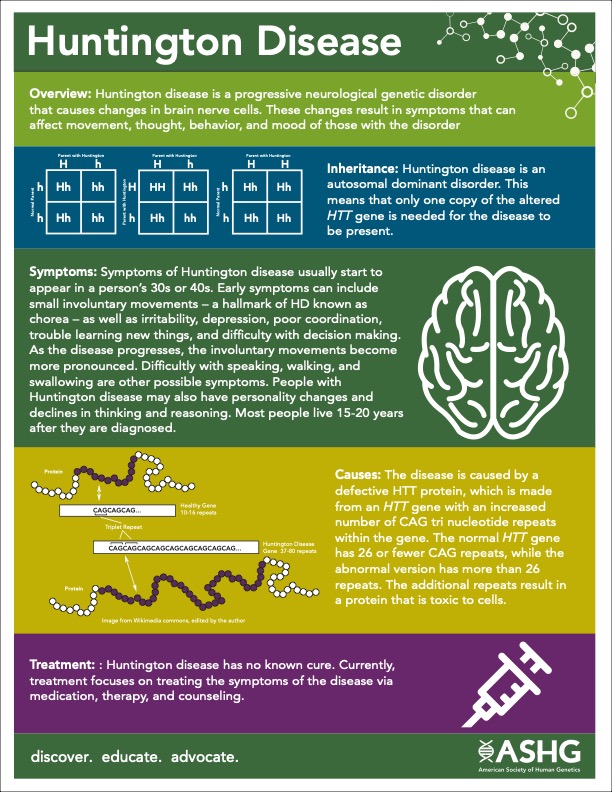 Huntington Disease
Overview: Huntington disease is a progressive neurological genetic disorder
that causes changes in brain nerve cells. These changes result in symptoms that can
affect movement, thought, behavior, and mood of those with the disorder
Parent with Huntington
H h
Normal Parent
h Hh hh
h Hh hh
Parent with Huntington
H h
Parent with Huntington
H HH Hh
h Hh Hh
Parent with Huntington
H H
Normal Parent
h Hh Hh
h Hh Hh
Inheritance: Huntington disease is an
autosomal dominant disorder. This
means that only one copy of the altered
HTT gene is needed for the disease to
be present.
Symptoms: Symptoms of Huntington disease usually start to
appear in a person's 30s or 40s. Early symptoms can include
small involuntary movements – a hallmark of HD known as
chorea – as well as irritability, depression, poor coordination,
trouble learning new things, and difficulty with decision making.
As the disease progresses, the involuntary movements become
more pronounced. Difficultly with speaking, walking, and
swallowing are other possible symptoms. People with
Huntington disease may also have personality changes and
declines in thinking and reasoning. Most people live 15-20 years
after they are diagnosed.
Protein
CAGCAGCAG...
Healthy Gene
10-16 repeats
Triplet Repeat
CAGCAGCAGCAGCAGCAGCAGCAGCAG...
Huntington Disease
Gene 37-80 repeats
Protein
Image from Wikimedia commons, edited by the author
Causes: The disease is caused by a
defective HTT protein, which is made
from an HTT gene with an increased
number of CAG tri nucleotide repeats
within the gene. The normal HTT gene
has 26 or fewer CAG repeats, while the
abnormal version has more than 26
repeats. The additional repeats result in
a protein that is toxic to cells.
Treatment: : Huntington disease has no known cure. Currently,
treatment focuses on treating the symptoms of the disease via
medication, therapy, and counseling.
discover. educate. advocate.
ASHG
American Society of Human Genetics